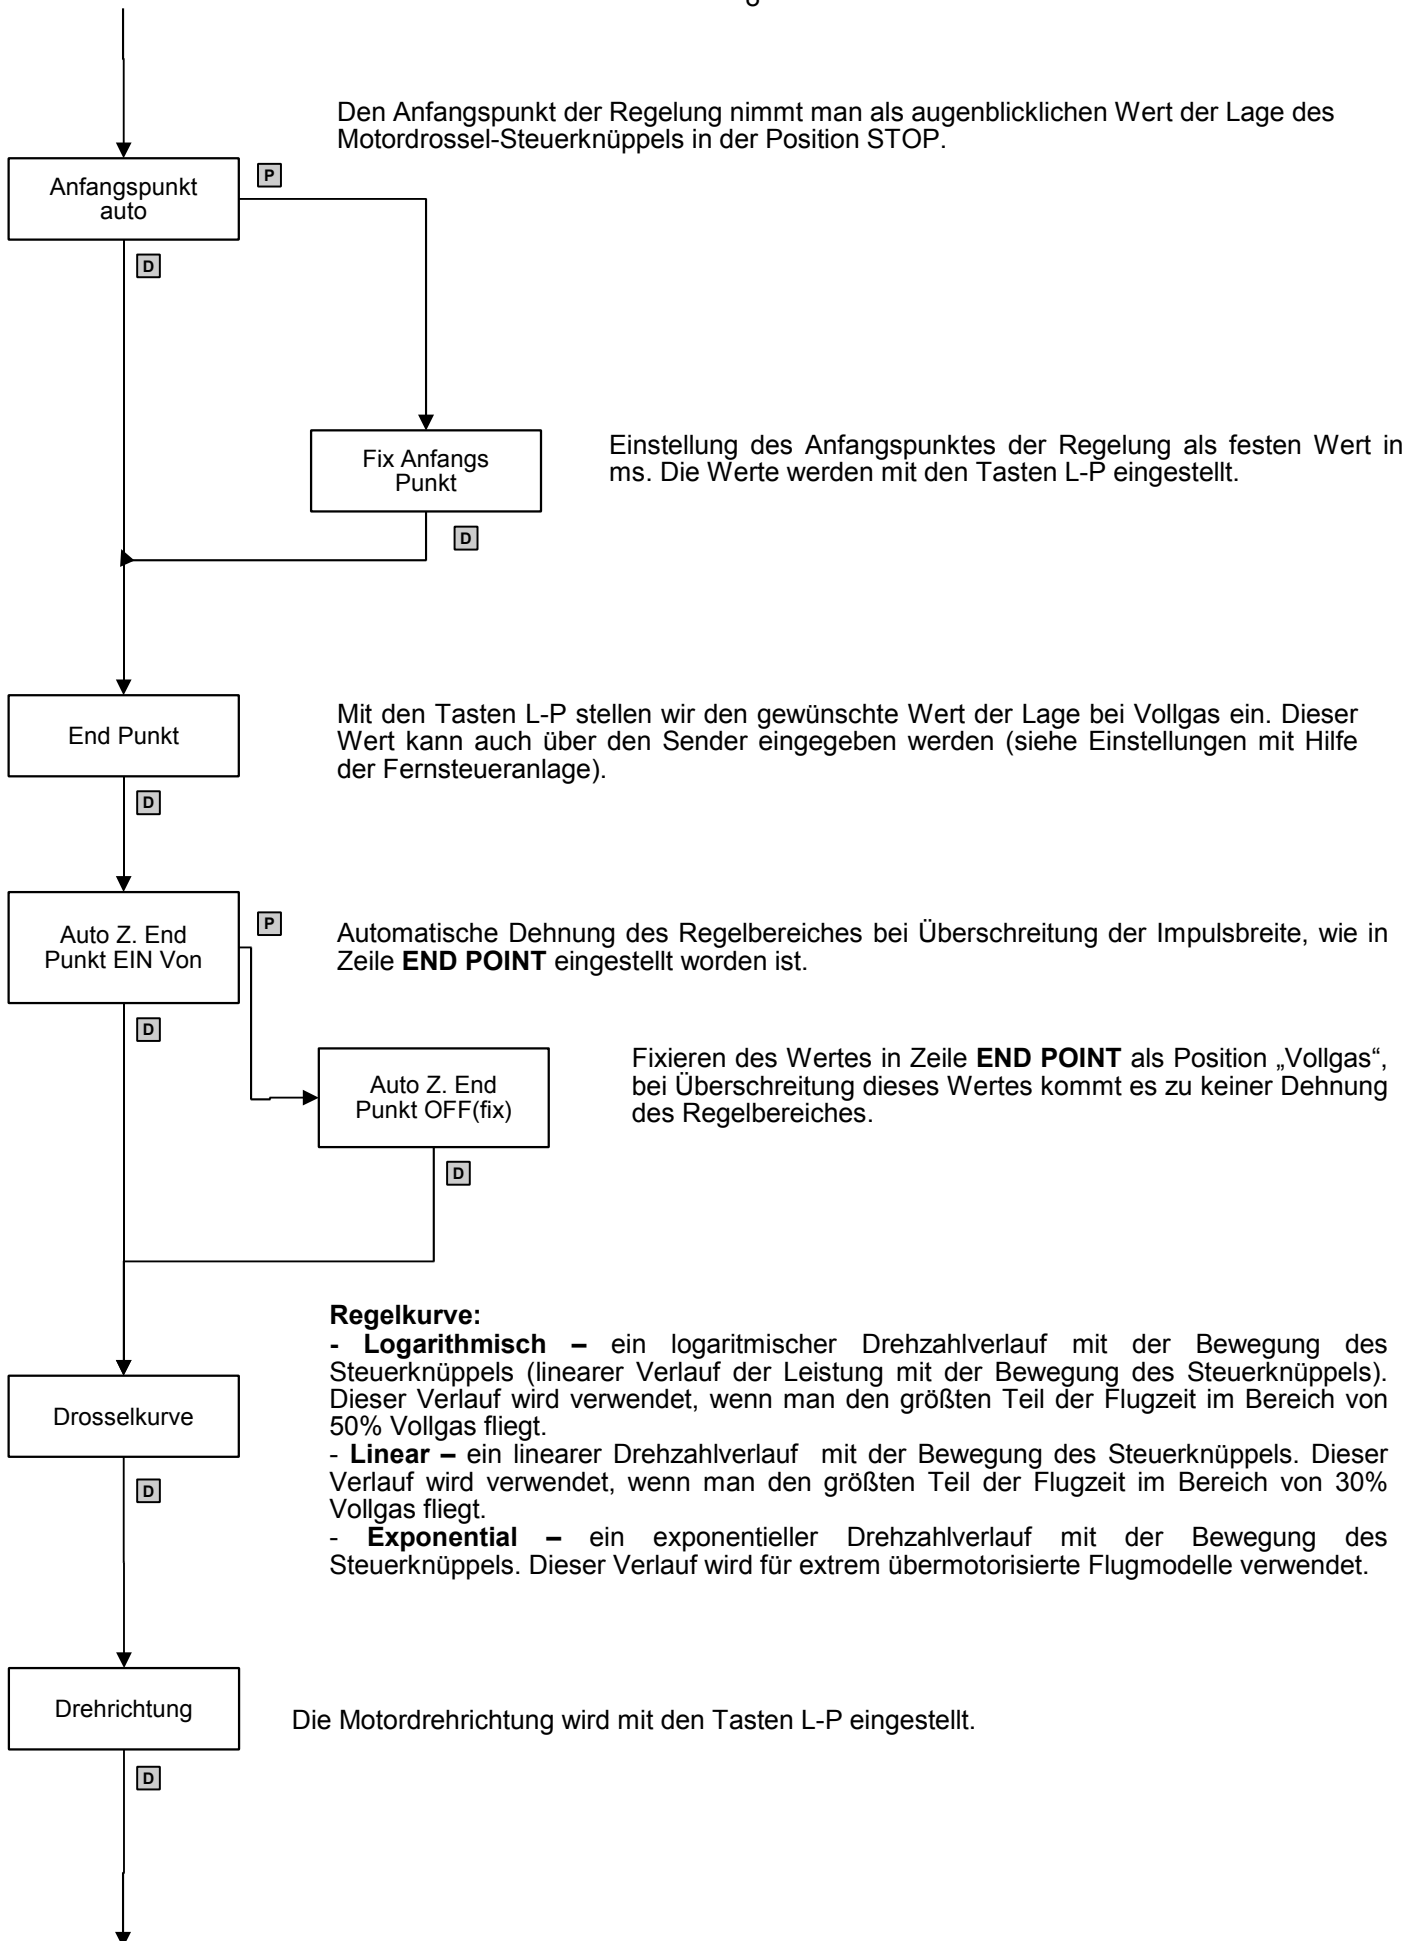 Den Anfangspunkt der Regelung nimmt man als augenblicklichen Wert der Lage des
Motordrossel-Steuerknüppels in der Position STOP.
Anfangspunkt
auto
P
D
Fix Anfangs
Punkt
Einstellung des Anfangspunktes der Regelung als festen Wert in
ms. Die Werte werden mit den Tasten L-P eingestellt.
D
End Punkt
Mit den Tasten L-P stellen wir den gewünschte Wert der Lage bei Vollgas ein. Dieser
Wert kann auch über den Sender eingegeben werden (siehe Einstellungen mit Hilfe
der Fernsteueranlage).
D
Auto Z. End
Punkt EIN Von
P
Automatische Dehnung des Regelbereiches bei Überschreitung der Impulsbreite, wie in
Zeile END POINT eingestellt worden ist.
D
Auto Z. End
Punkt OFF(fix)
Fixieren des Wertes in Zeile END POINT als Position „Vollgas“,
bei Überschreitung dieses Wertes kommt es zu keiner Dehnung
des Regelbereiches.
D
Regelkurve:
- Logarithmisch – ein logaritmischer Drehzahlverlauf mit der Bewegung des
Steuerknüppels (linearer Verlauf der Leistung mit der Bewegung des Steuerknüppels).
Dieser Verlauf wird verwendet, wenn man den größten Teil der Flugzeit im Bereich von
50% Vollgas fliegt.
- Linear – ein linearer Drehzahlverlauf mit der Bewegung des Steuerknüppels. Dieser
Verlauf wird verwendet, wenn man den größten Teil der Flugzeit im Bereich von 30%
Vollgas fliegt.
- Exponential – ein exponentieller Drehzahlverlauf mit der Bewegung des
Steuerknüppels. Dieser Verlauf wird für extrem übermotorisierte Flugmodelle verwendet.
Drosselkurve
D
Drehrichtung
Die Motordrehrichtung wird mit den Tasten L-P eingestellt.
D